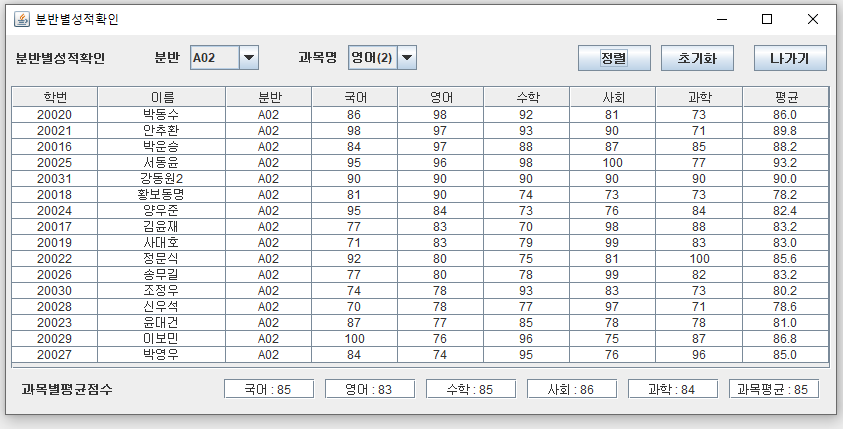 분반별성적확인
분반별성적확인 분반 A02 과목명 영어(2) 정렬 초기화 나가기
학번 이름 분반 국어 영어 수학 사회 과학 평균
20020 박동수 A02 86 98 92 81 73 86.0
20021 안추환 A02 98 97 93 90 71 89.8
20016 박운승 A02 84 97 88 87 85 88.2
20025 서동윤 A02 95 96 98 100 77 93.2
20031 강동원2 A02 90 90 90 90 90 90.0
20018 황보동명 A02 81 90 74 73 73 78.2
20024 양우준 A02 95 84 73 76 84 82.4
20017 김윤재 A02 77 83 70 98 88 83.2
20019 사대호 A02 71 83 79 99 83 83.0
20022 정문식 A02 92 80 75 81 100 85.6
20026 송무길 A02 77 80 78 99 82 83.2
20030 조정우 A02 74 78 93 83 73 80.2
20028 신우석 A02 70 78 77 97 71 78.6
20023 윤대건 A02 87 77 85 78 78 81.0
20029 이보민 A02 100 76 96 75 87 86.8
20027 박영우 A02 84 74 95 76 96 85.0
과목별평균점수 국어 : 85 영어 : 83 수학 : 85 사회 : 86 과학 : 84 과목평균 : 85